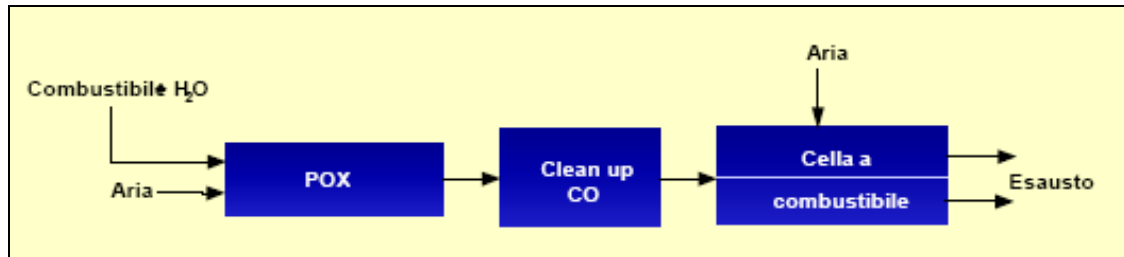 Aria
Combustibile H₂O
Clean up
CO
Cella a
POX
Aria
Esausto
combustibile